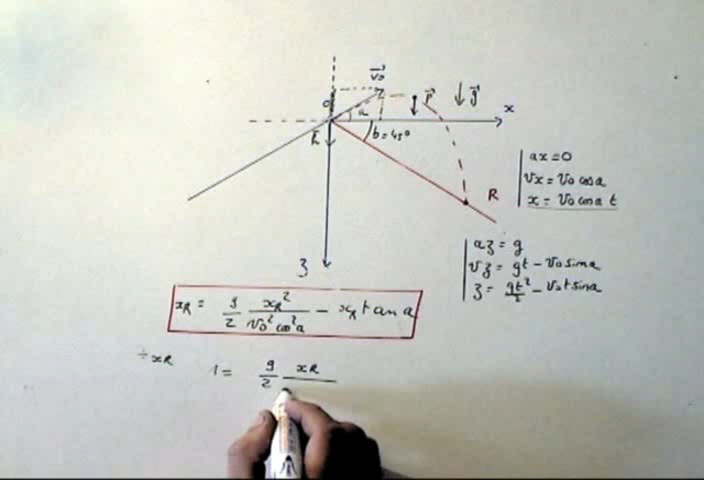 v₀
o a P g
x
k b = 45°
R
z
ax = 0
vx = v₀ cos a
x = v₀ cos a t
az = g
vz = gt - v₀ sin a
z = gt²/2 - v₀ t sin a
xR = g/2 xR²/v₀² cos² a - xR tan a
÷ xR 1 = g/2 xR